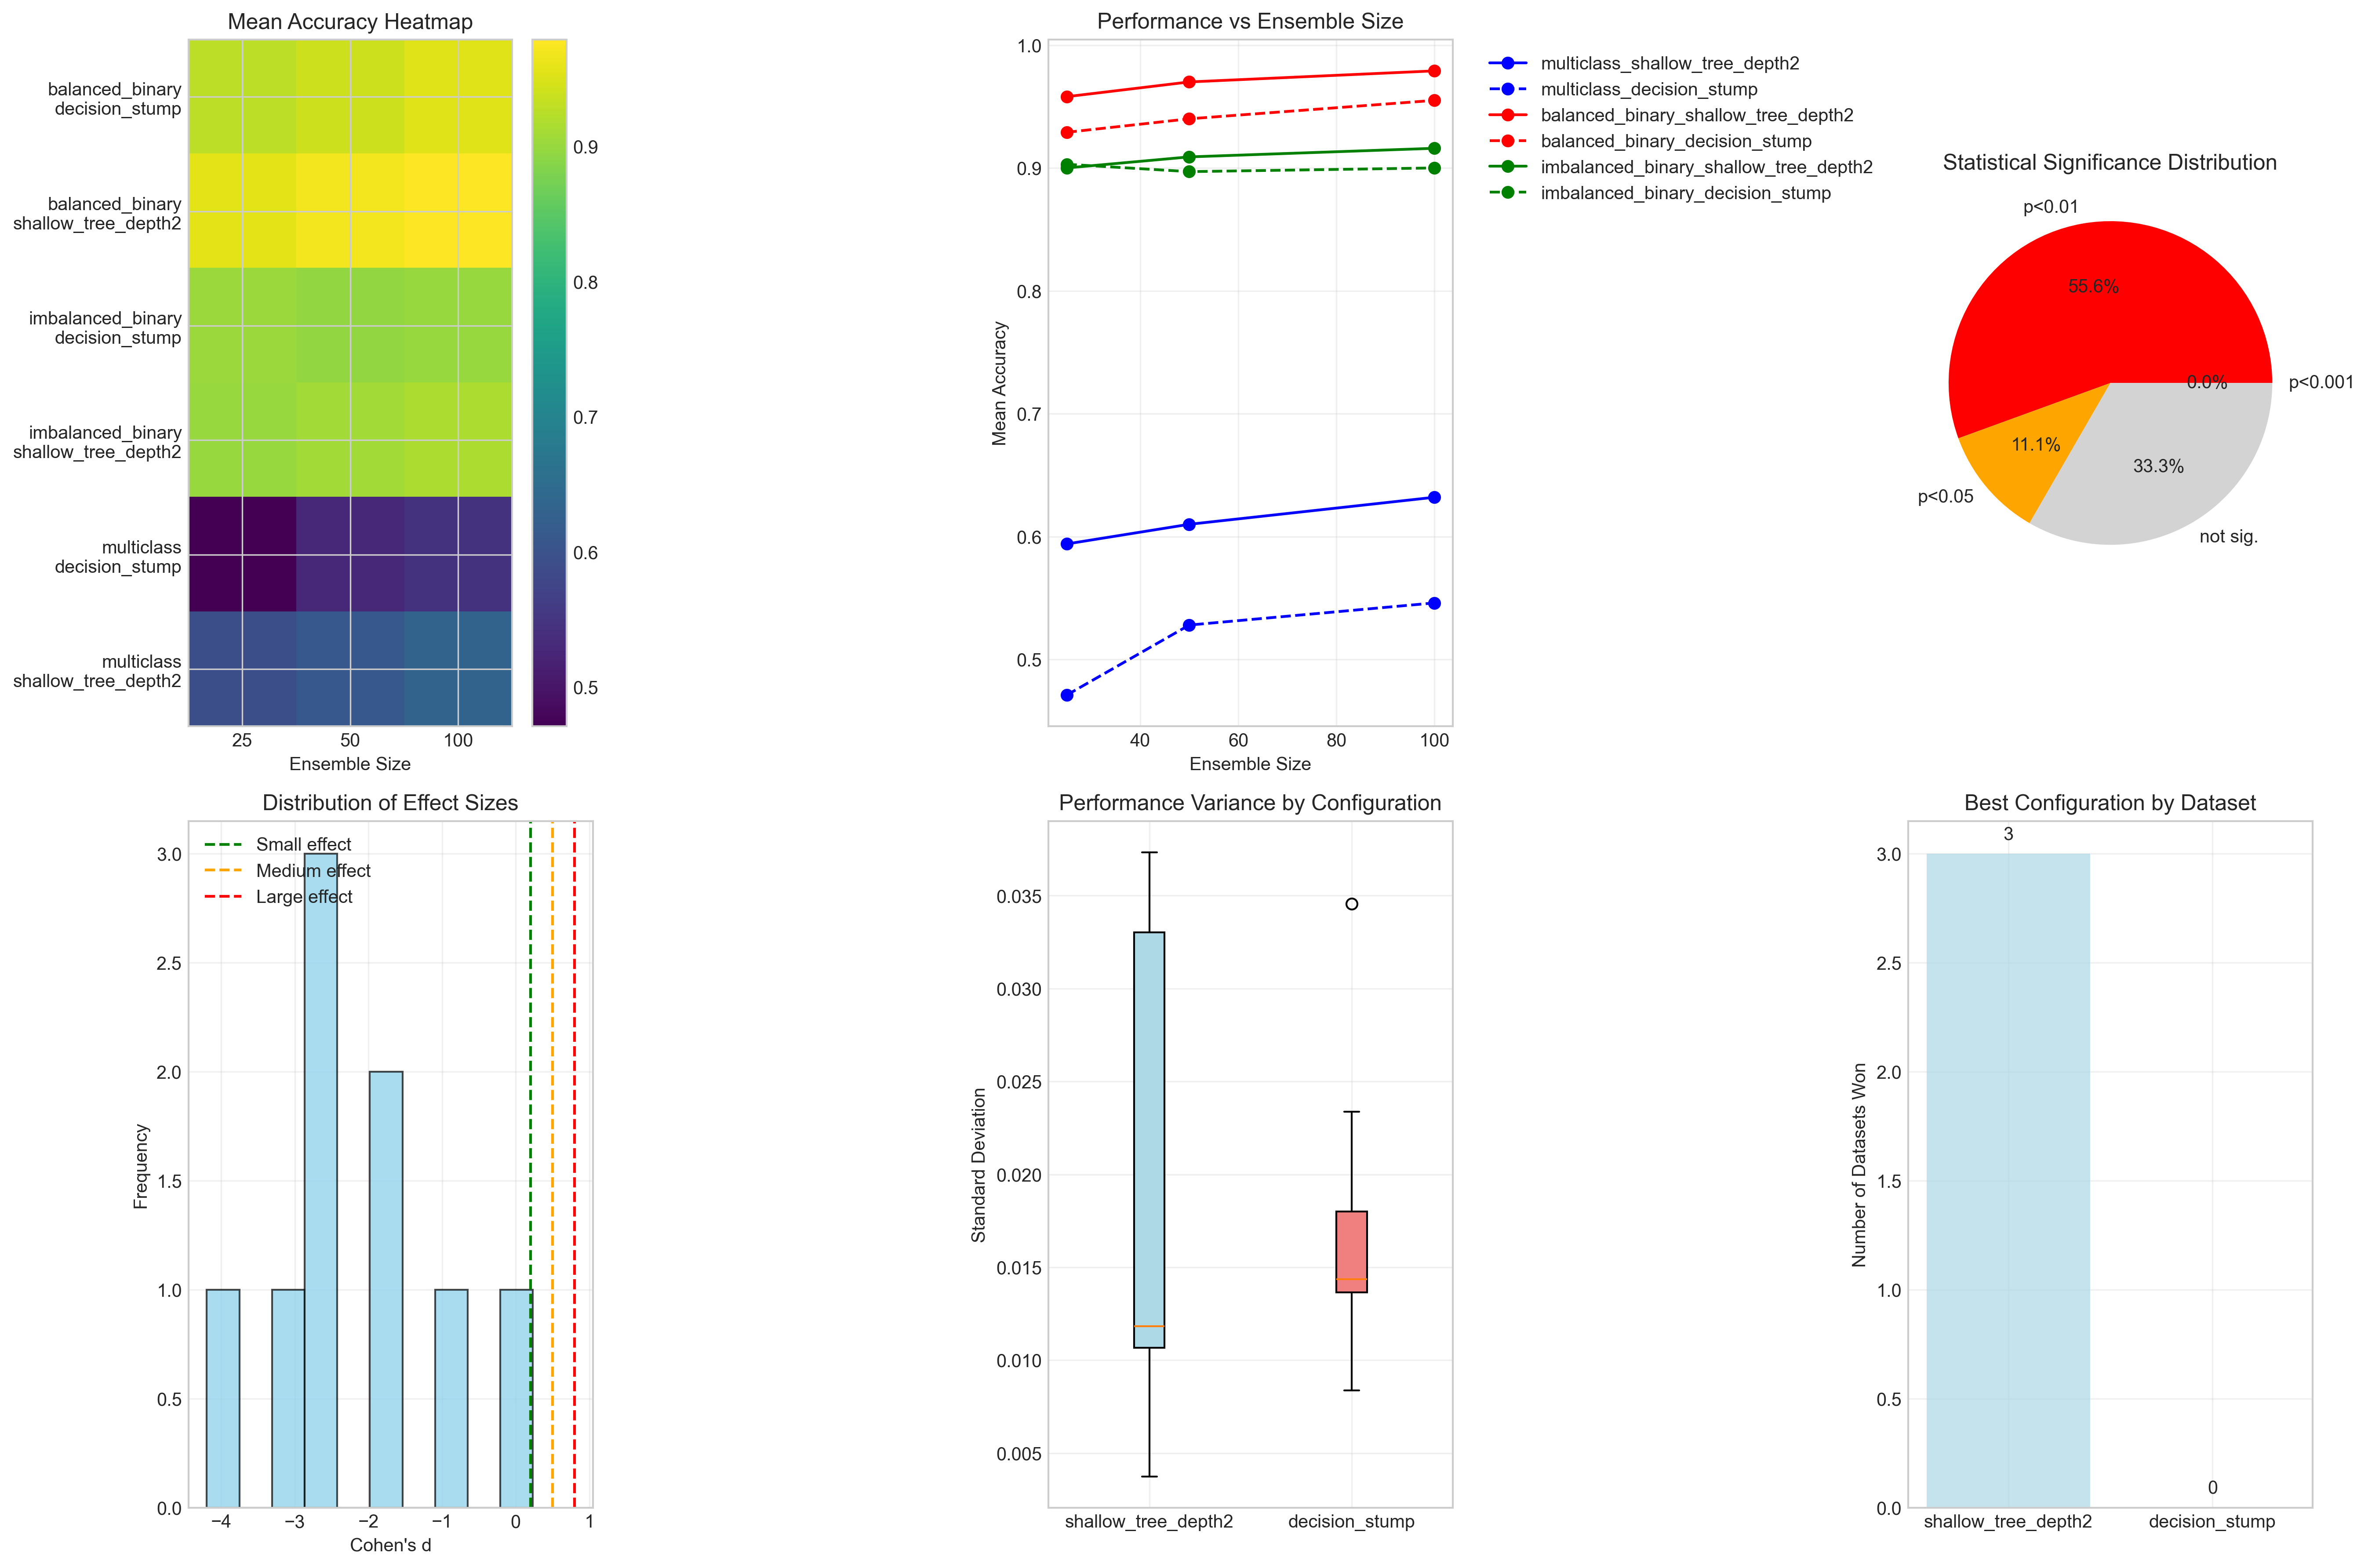 Mean Accuracy Heatmap
balanced_binary
decision_stump
balanced_binary
shallow_tree_depth2
imbalanced_binary
decision_stump
imbalanced_binary
shallow_tree_depth2
multiclass
decision_stump
multiclass
shallow_tree_depth2
25 50 100
Ensemble Size
0.9
0.8
0.7
0.6
0.5
Performance vs Ensemble Size
Mean Accuracy
1.0
0.9
0.8
0.7
0.6
0.5
40 60 80 100
Ensemble Size
multiclass_shallow_tree_depth2
multiclass_decision_stump
balanced_binary_shallow_tree_depth2
balanced_binary_decision_stump
imbalanced_binary_shallow_tree_depth2
imbalanced_binary_decision_stump
Statistical Significance Distribution
p<0.01
55.6%
0.0%
p<0.001
11.1%
33.3%
p<0.05
not sig.
Distribution of Effect Sizes
Small effect
Medium effect
Large effect
Frequency
3.0
2.5
2.0
1.5
1.0
0.5
0.0
−4 −3 −2 −1 0 1
Cohen's d
Performance Variance by Configuration
Standard Deviation
0.035
0.030
0.025
0.020
0.015
0.010
0.005
shallow_tree_depth2 decision_stump
Best Configuration by Dataset
Number of Datasets Won
3
3.0
2.5
2.0
1.5
1.0
0.5
0.0
0
shallow_tree_depth2 decision_stump